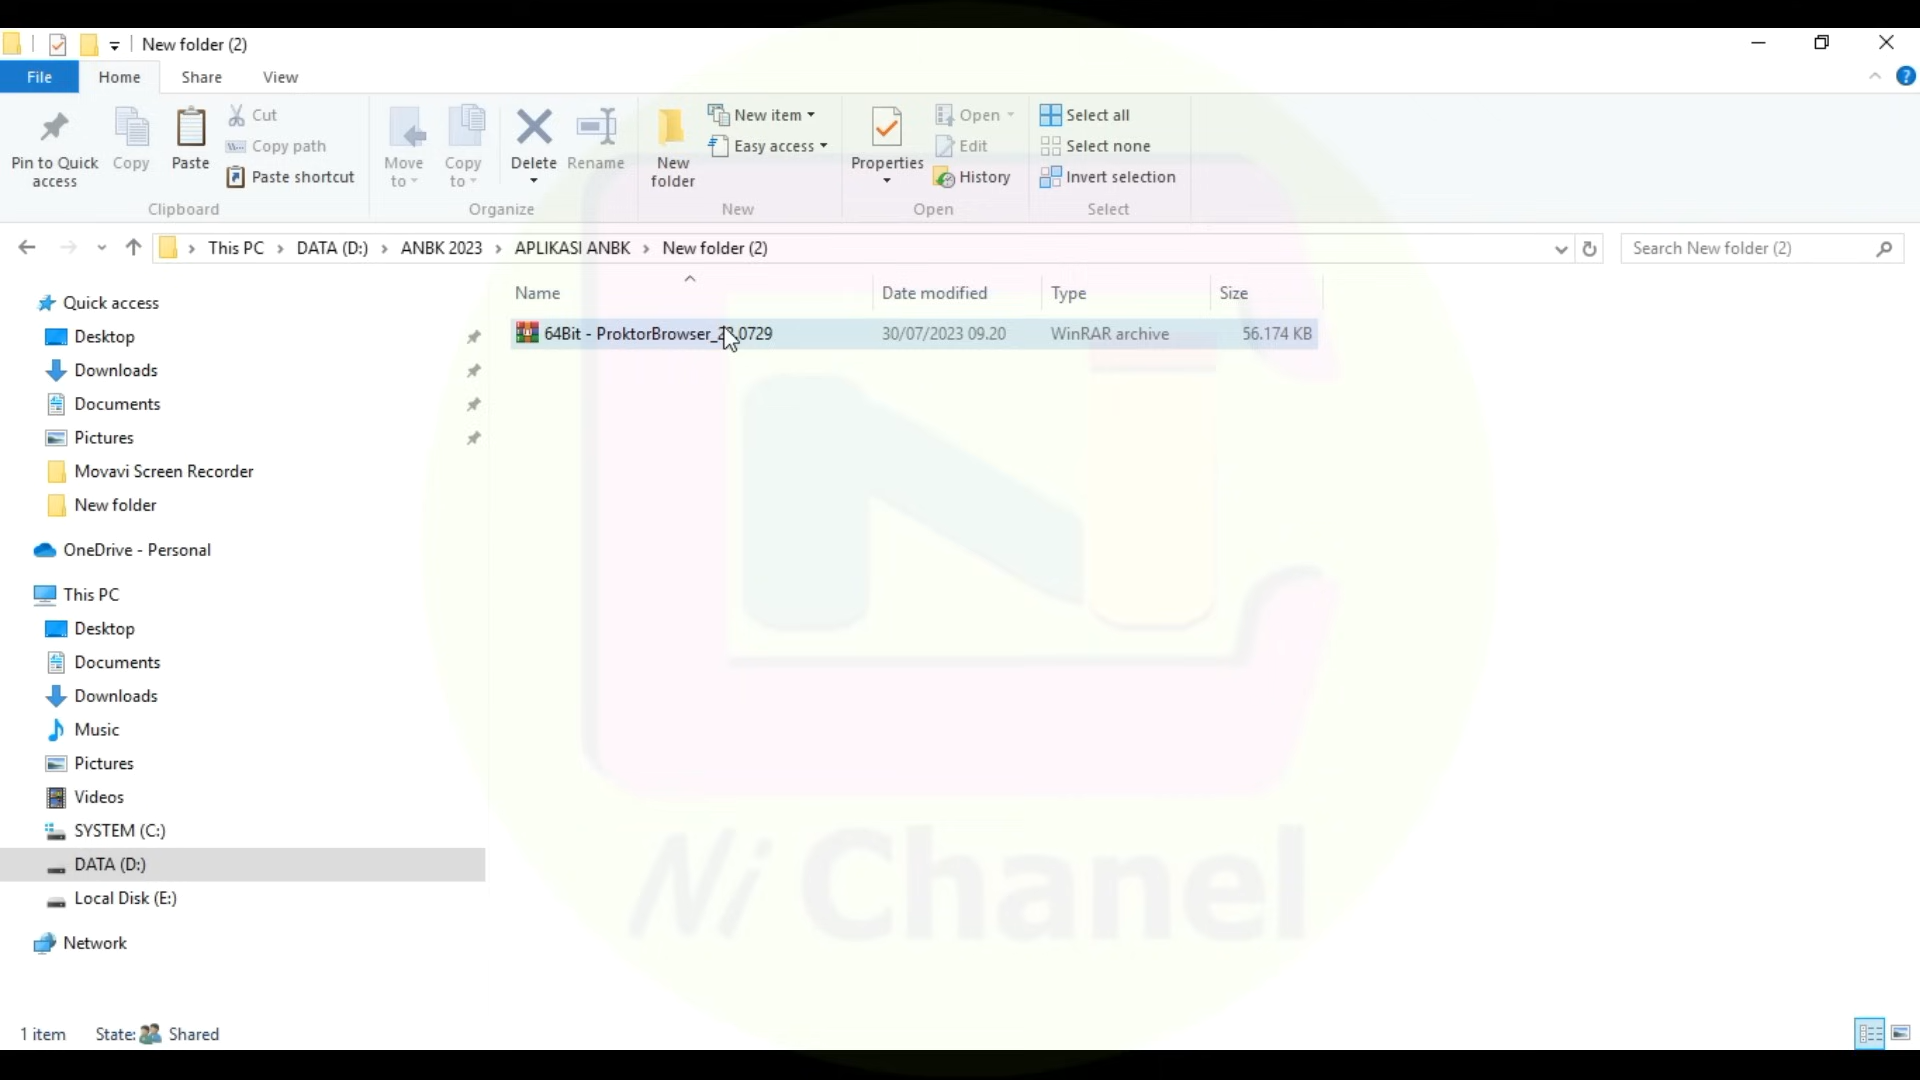 New folder (2)
File Home Share View
Pin to Quick access
Copy
Paste
Cut
Copy path
Paste shortcut
Clipboard
Move to
Copy to
Delete
Rename
Organize
New folder
New item
Easy access
New
Properties
Open
Edit
History
Open
Select all
Select none
Invert selection
Select
This PC > DATA (D:) > ANBK 2023 > APLIKASI ANBK > New folder (2)
Search New folder (2)
Name Date modified Type Size
64Bit - ProktorBrowser_23.0729 30/07/2023 09.20 WinRAR archive 56.174 KB
Quick access
Desktop
Downloads
Documents
Pictures
Movavi Screen Recorder
New folder
OneDrive - Personal
This PC
Desktop
Documents
Downloads
Music
Pictures
Videos
SYSTEM (C:)
DATA (D:)
Local Disk (E:)
Network
Ni Chanel
1 item State: Shared